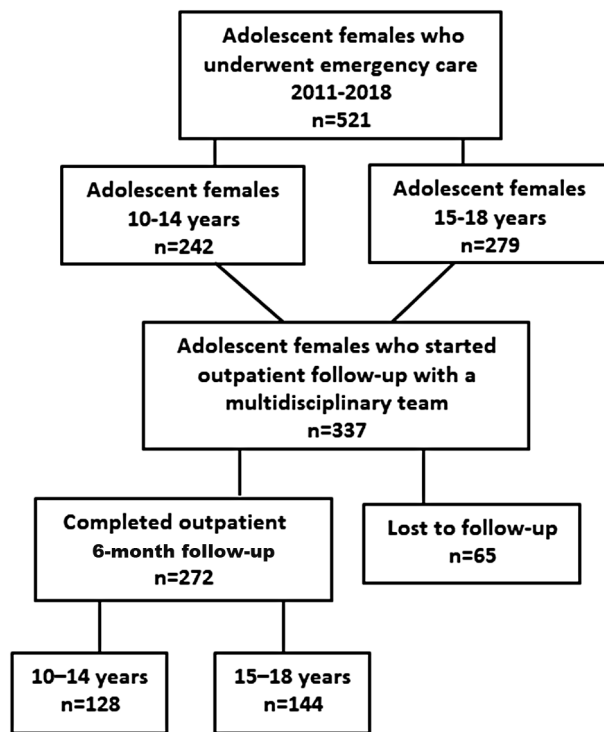 Adolescent females who
underwent emergency care
2011-2018
n=521
Adolescent females
10-14 years
n=242
Adolescent females
15-18 years
n=279
Adolescent females who started
outpatient follow-up with a
multidisciplinary team
n=337
Completed outpatient
6-month follow-up
n=272
Lost to follow-up
n=65
10–14 years
n=128
15–18 years
n=144